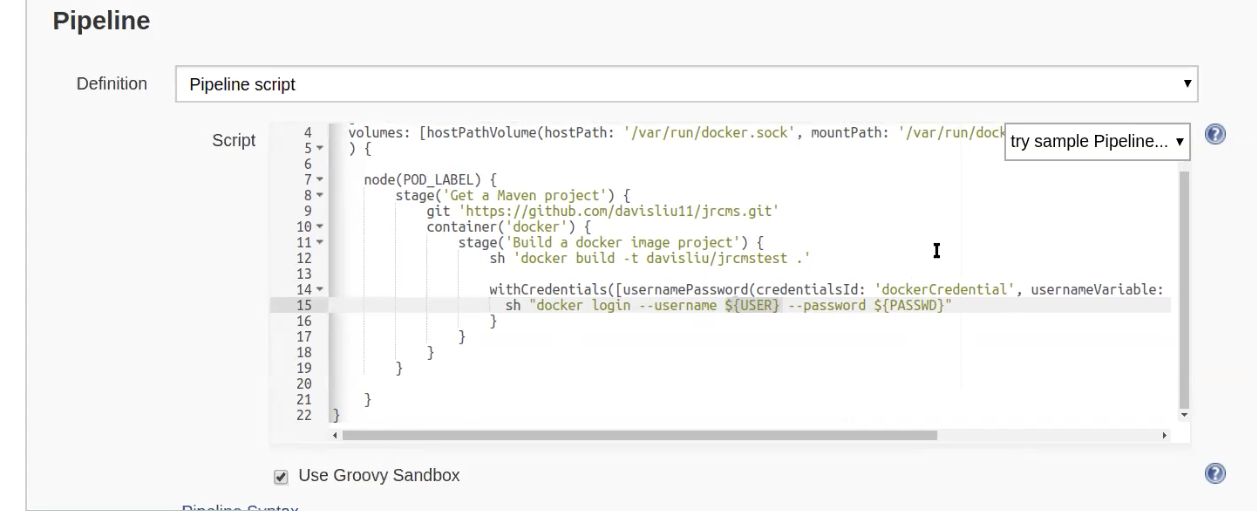 Pipeline
Definition
Pipeline script
Script
try sample Pipeline...
4 volumes: [hostPathVolume(hostPath: '/var/run/docker.sock', mountPath: '/var/run/dock
5 ) {
6
7 node(POD_LABEL) {
8 stage('Get a Maven project') {
9 git 'https://github.com/davisliu11/jrcms.git'
10 container('docker') {
11 stage('Build a docker image project') {
12 sh 'docker build -t davisliu/jrcmstest .'
13
14 withCredentials([usernamePassword(credentialsId: 'dockerCredential', usernameVariable:
15 sh "docker login --username ${USER} --password ${PASSWD}"
16 }
17 }
18 }
19 }
20
21 }
22 }
Use Groovy Sandbox
Pipeline Syntax